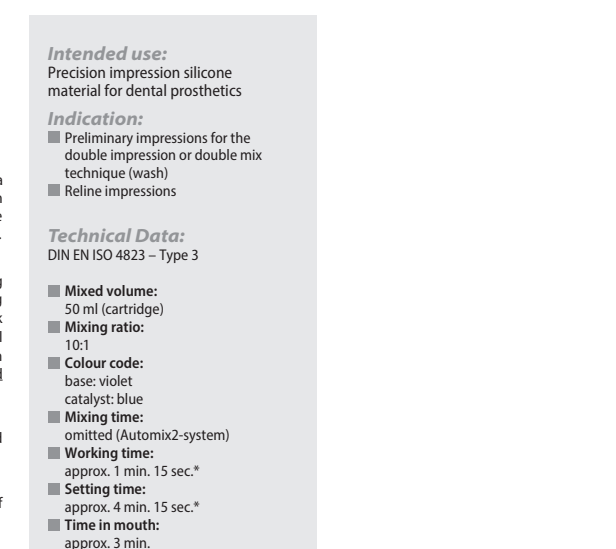 Intended use:
Precision impression silicone
material for dental prosthetics
Indication:
Preliminary impressions for the
double impression or double mix
technique (wash)
Reline impressions
Technical Data:
DIN EN ISO 4823 – Type 3
Mixed volume:
50 ml (cartridge)
Mixing ratio:
10:1
Colour code:
base: violet
catalyst: blue
Mixing time:
omitted (Automix2-system)
Working time:
approx. 1 min. 15 sec.*
Setting time:
approx. 4 min. 15 sec.*
Time in mouth:
approx. 3 min.